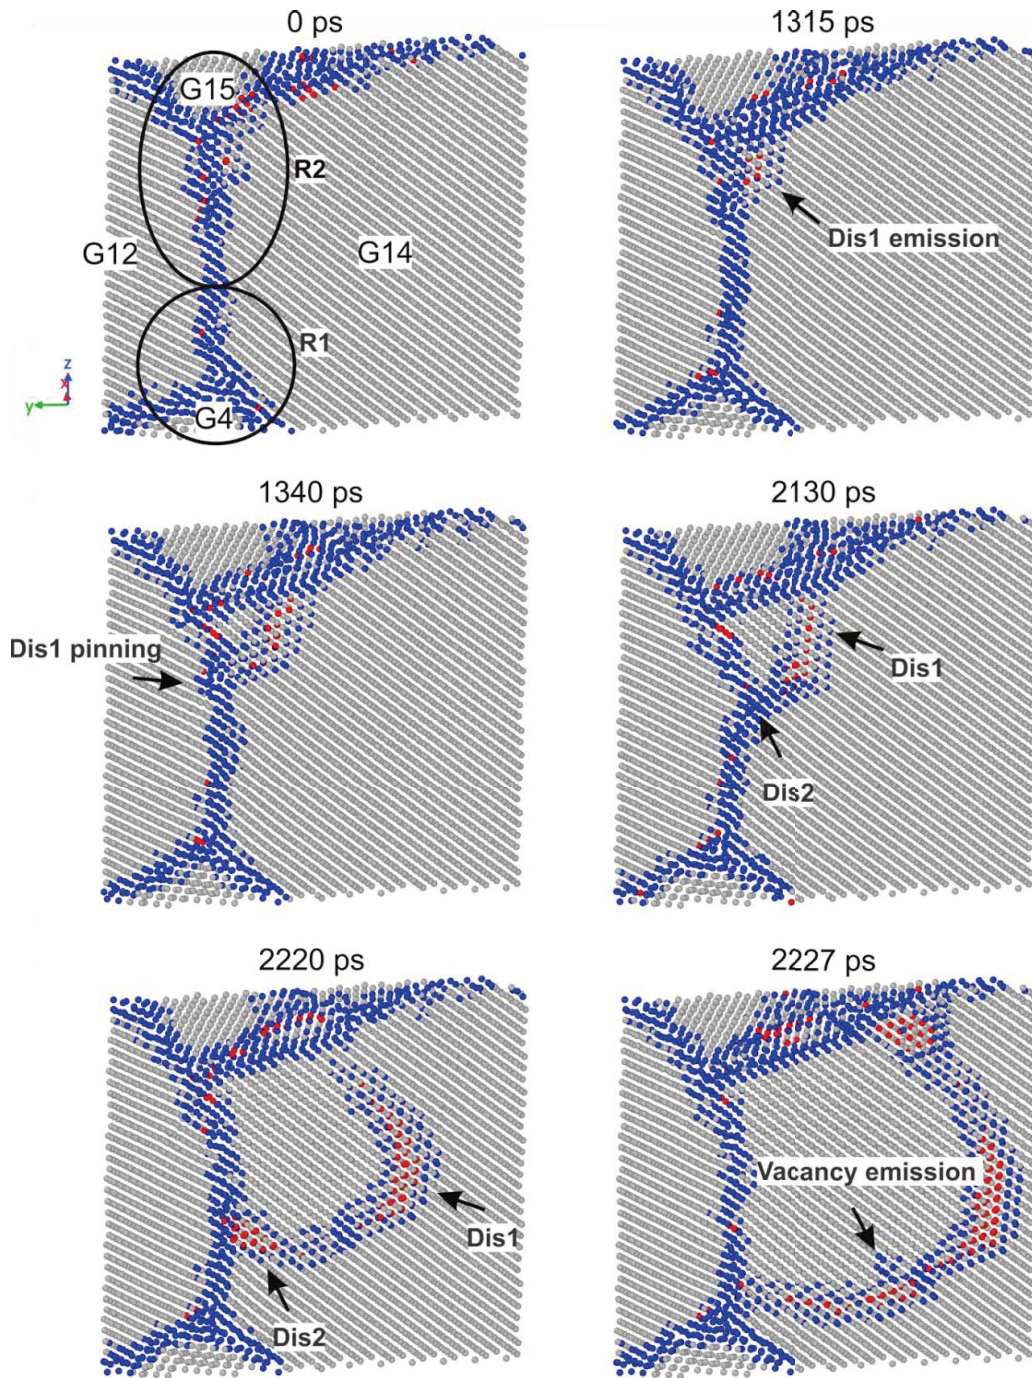 0 ps
1315 ps
G15
R2
G12
G14
R1
G4
z
x
y
Dis1 emission
1340 ps
2130 ps
Dis1 pinning
Dis1
Dis2
2220 ps
2227 ps
Dis1
Dis2
Vacancy emission